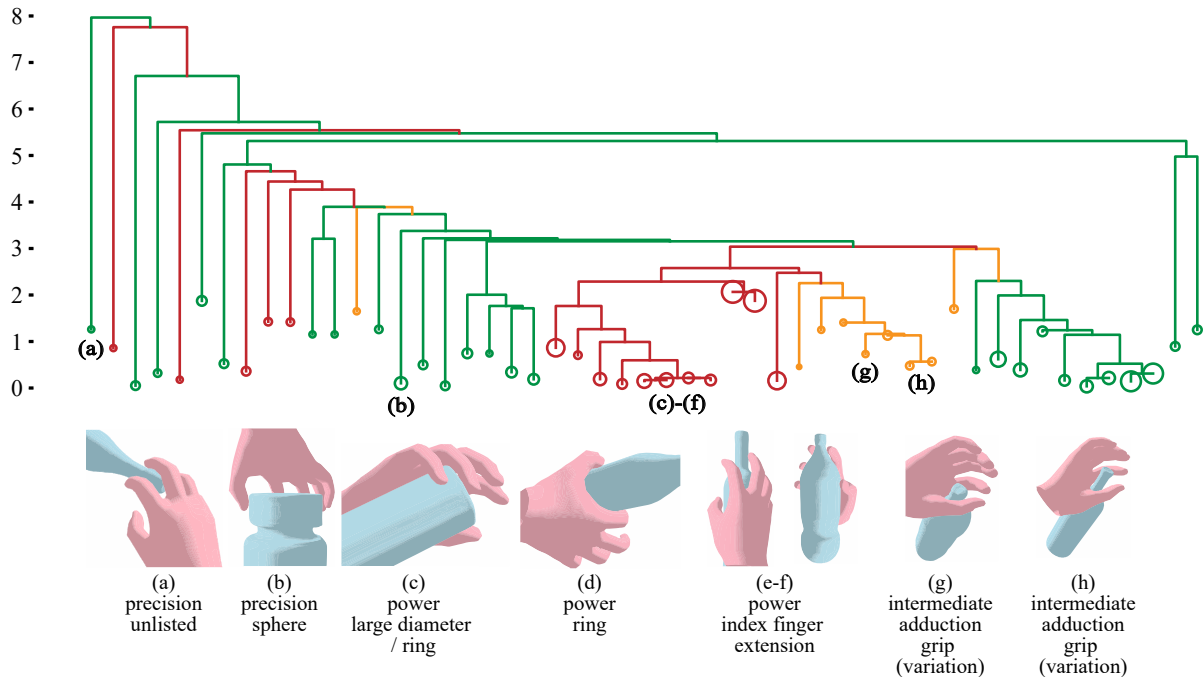 8
7
6
5
4
3
2
1
0
(a)
(b)
(c)-(f)
(g)
(h)
(a)
precision
unlisted
(b)
precision
sphere
(c)
power
large diameter
/ ring
(d)
power
ring
(e-f)
power
index finger
extension
(g)
intermediate
adduction
grip
(variation)
(h)
intermediate
adduction
grip
(variation)